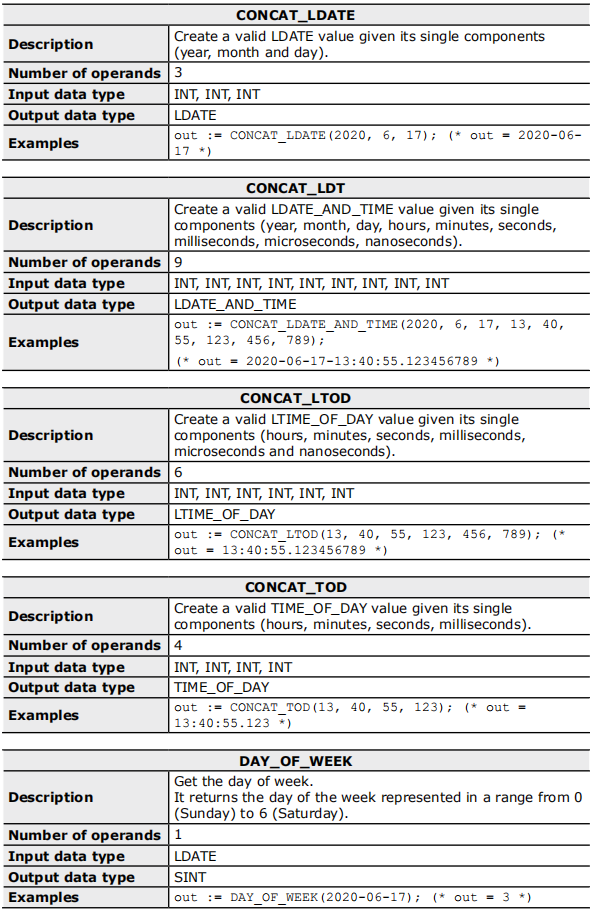 CONCAT_LDATE
Description
Create a valid LDATE value given its single components
(year, month and day).
Number of operands 3
Input data type INT, INT, INT
Output data type LDATE
Examples
out := CONCAT_LDATE(2020, 6, 17); (* out = 2020-06-
17 *)
CONCAT_LDT
Description
Create a valid LDATE_AND_TIME value given its single
components (year, month, day, hours, minutes, seconds,
milliseconds, microseconds, nanoseconds).
Number of operands 9
Input data type INT, INT, INT, INT, INT, INT, INT, INT, INT
Output data type LDATE_AND_TIME
Examples
out := CONCAT_LDATE_AND_TIME(2020, 6, 17, 13, 40,
55, 123, 456, 789);
(* out = 2020-06-17-13:40:55.123456789 *)
CONCAT_LTOD
Description
Create a valid LTIME_OF_DAY value given its single
components (hours, minutes, seconds, milliseconds,
microseconds and nanoseconds).
Number of operands 6
Input data type INT, INT, INT, INT, INT, INT
Output data type LTIME_OF_DAY
Examples
out := CONCAT_LTOD(13, 40, 55, 123, 456, 789); (*
out = 13:40:55.123456789 *)
CONCAT_TOD
Description
Create a valid TIME_OF_DAY value given its single
components (hours, minutes, seconds, milliseconds).
Number of operands 4
Input data type INT, INT, INT, INT
Output data type TIME_OF_DAY
Examples
out := CONCAT_TOD(13, 40, 55, 123); (* out =
13:40:55.123 *)
DAY_OF_WEEK
Description
Get the day of week.
It returns the day of the week represented in a range from 0
(Sunday) to 6 (Saturday).
Number of operands 1
Input data type LDATE
Output data type SINT
Examples out := DAY_OF_WEEK(2020-06-17); (* out = 3 *)